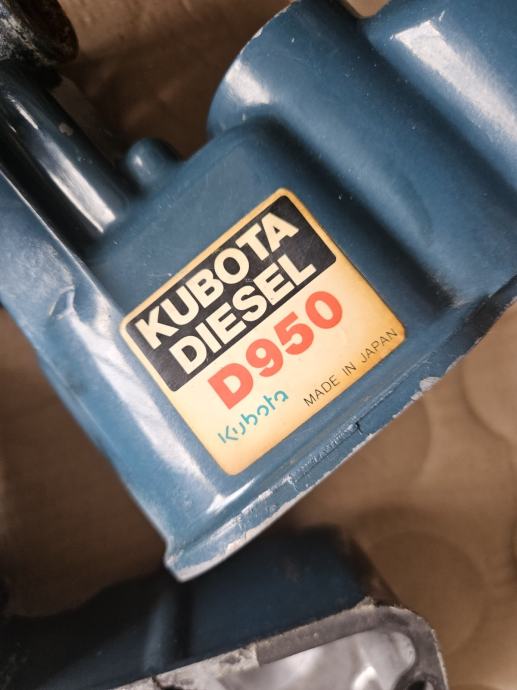 KUBOTA
DIESEL
D950
Kubota MADE IN JAPAN